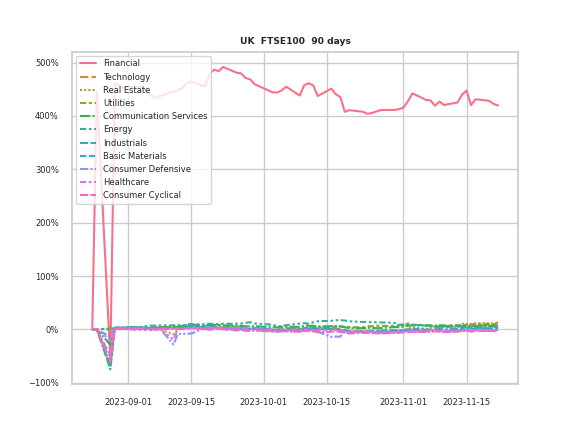 UK FTSE100 90 days
500%
400%
300%
200%
100%
0%
−100%
Financial
Technology
Real Estate
Utilities
Communication Services
Energy
Industrials
Basic Materials
Consumer Defensive
Healthcare
Consumer Cyclical
2023-09-01 2023-09-15 2023-10-01 2023-10-15 2023-11-01 2023-11-15